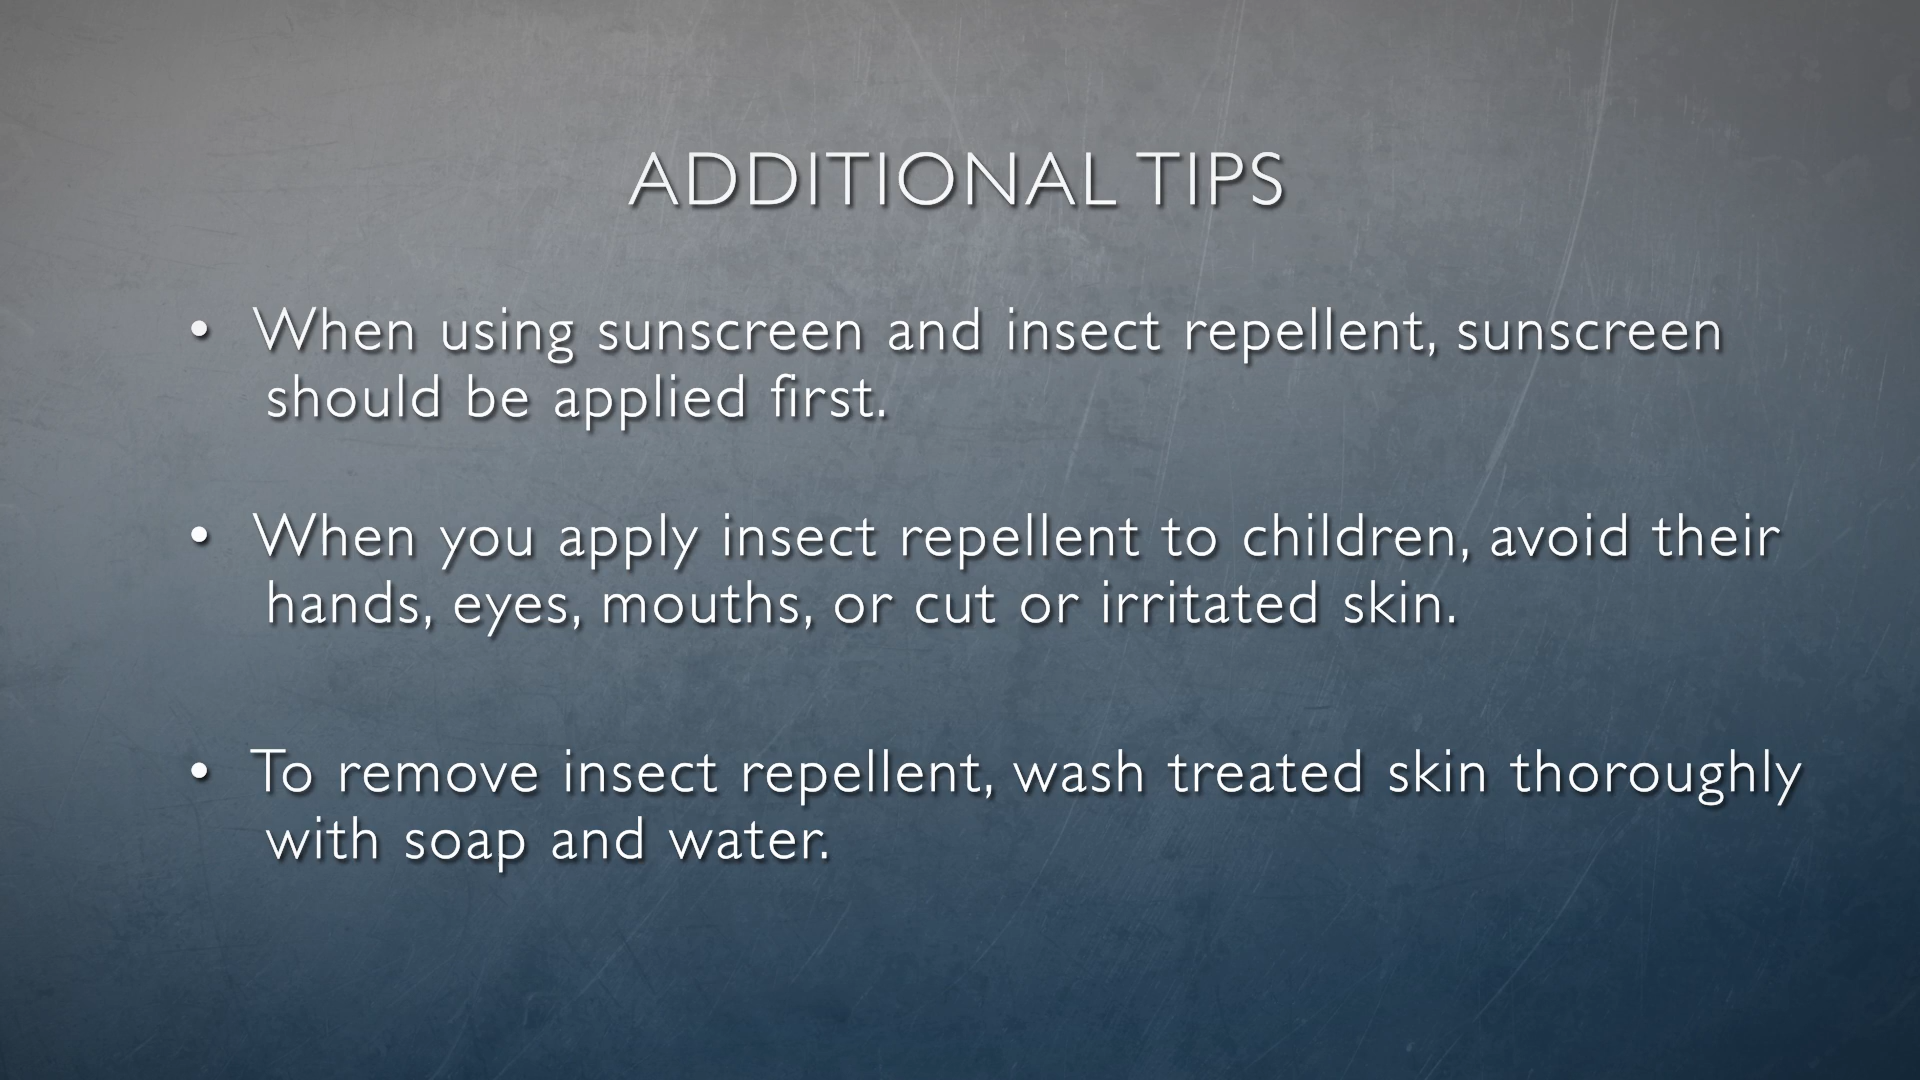 ADDITIONAL TIPS
• When using sunscreen and insect repellent, sunscreen
should be applied first.
• When you apply insect repellent to children, avoid their
hands, eyes, mouths, or cut or irritated skin.
• To remove insect repellent, wash treated skin thoroughly
with soap and water.